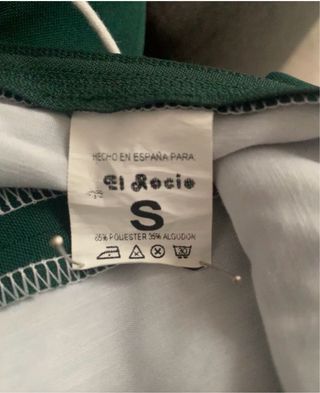 HECHO EN ESPAÑA PARA:
El Rocio
S
65% POLIESTER 35% ALGODON